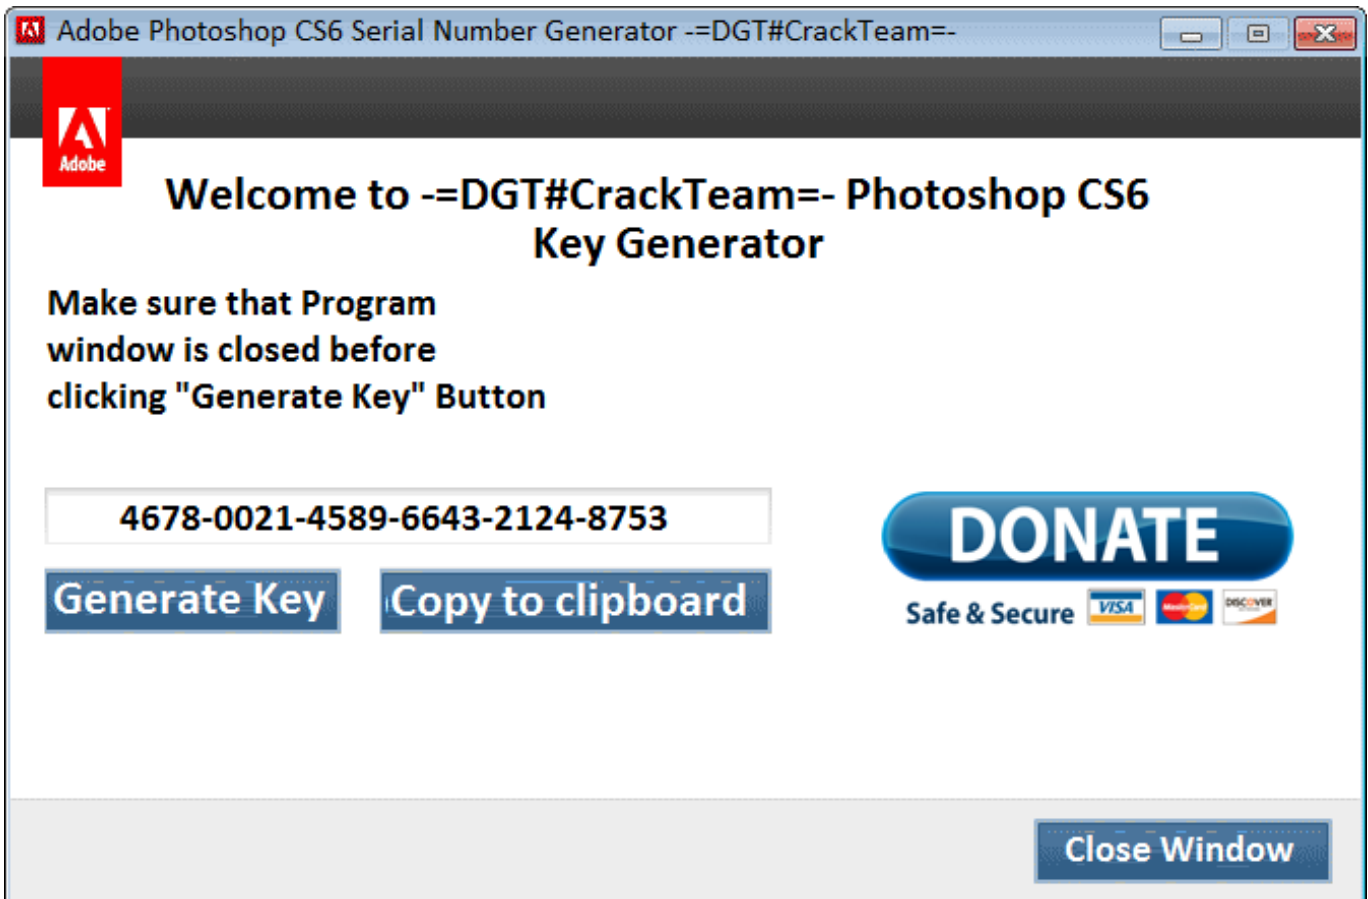 Adobe Photoshop CS6 Serial Number Generator -=DGT#CrackTeam=-
Adobe
Welcome to -=DGT#CrackTeam=- Photoshop CS6
Key Generator
Make sure that Program
window is closed before
clicking "Generate Key" Button
4678-0021-4589-6643-2124-8753
DONATE
Generate Key
Copy to clipboard
Safe & Secure VISA MasterCard DISCOVER
Close Window